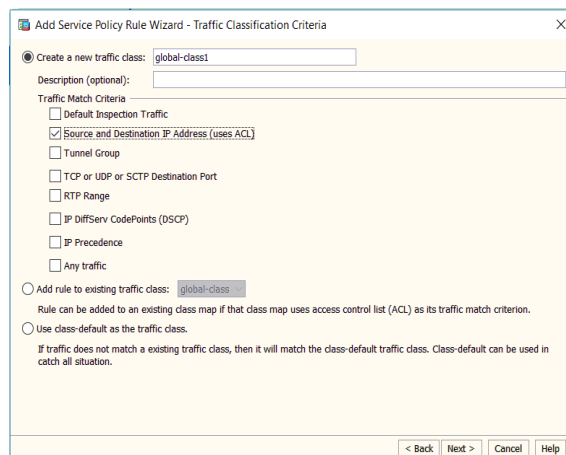 Add Service Policy Rule Wizard - Traffic Classification Criteria
Create a new traffic class: global-class1
Description (optional):
Traffic Match Criteria
Default Inspection Traffic
Source and Destination IP Address (uses ACL)
Tunnel Group
TCP or UDP or SCTP Destination Port
RTP Range
IP DiffServ CodePoints (DSCP)
IP Precedence
Any traffic
Add rule to existing traffic class: global-class
Rule can be added to an existing class map if that class map uses access control list (ACL) as its traffic match criterion.
Use class-default as the traffic class.
If traffic does not match a existing traffic class, then it will match the class-default traffic class. Class-default can be used in
catch all situation.
< Back Next > Cancel Help